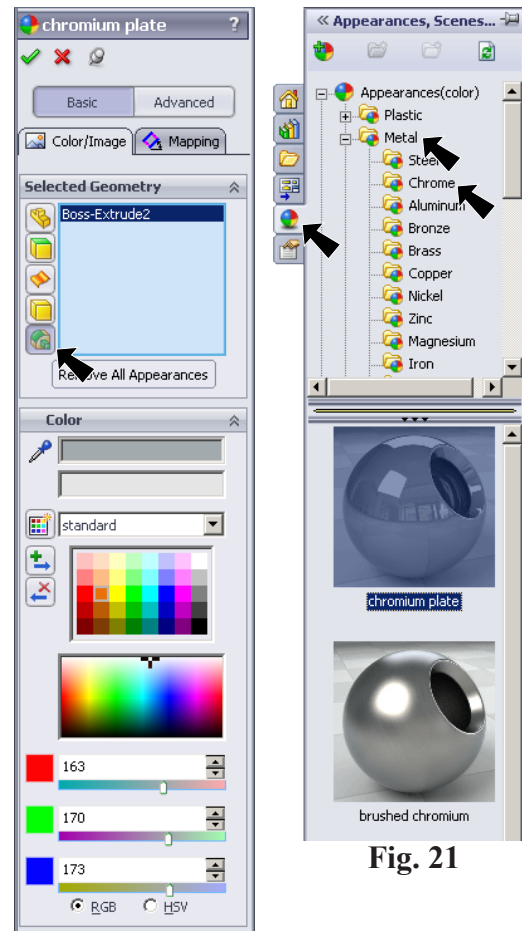 chromium plate ?
Basic Advanced
Color/Image Mapping
Selected Geometry
Boss-Extrude2
Remove All Appearances
Color
standard
163
170
173
RGB HSV
« Appearances, Scenes...
Appearances(color)
Plastic
Metal
Steel
Chrome
Aluminum
Bronze
Brass
Copper
Nickel
Zinc
Magnesium
Iron
chromium plate
brushed chromium
Fig. 21